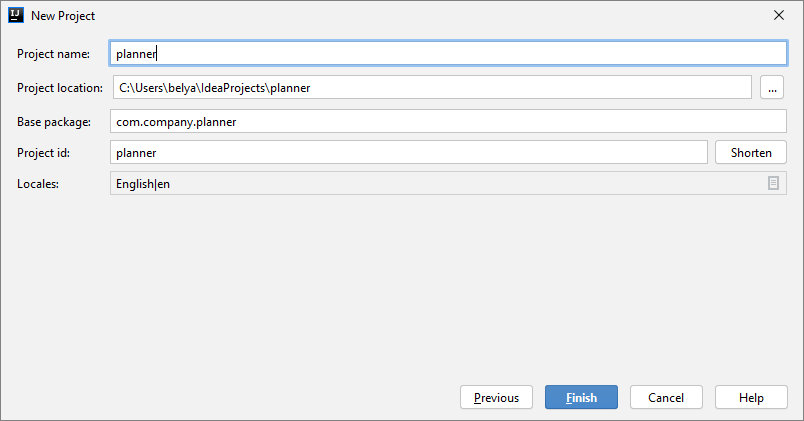 IJ New Project
Project name: planner
Project location: C:\Users\belya\IdeaProjects\planner ...
Base package: com.company.planner
Project id: planner Shorten
Locales: English|en
Previous Finish Cancel Help